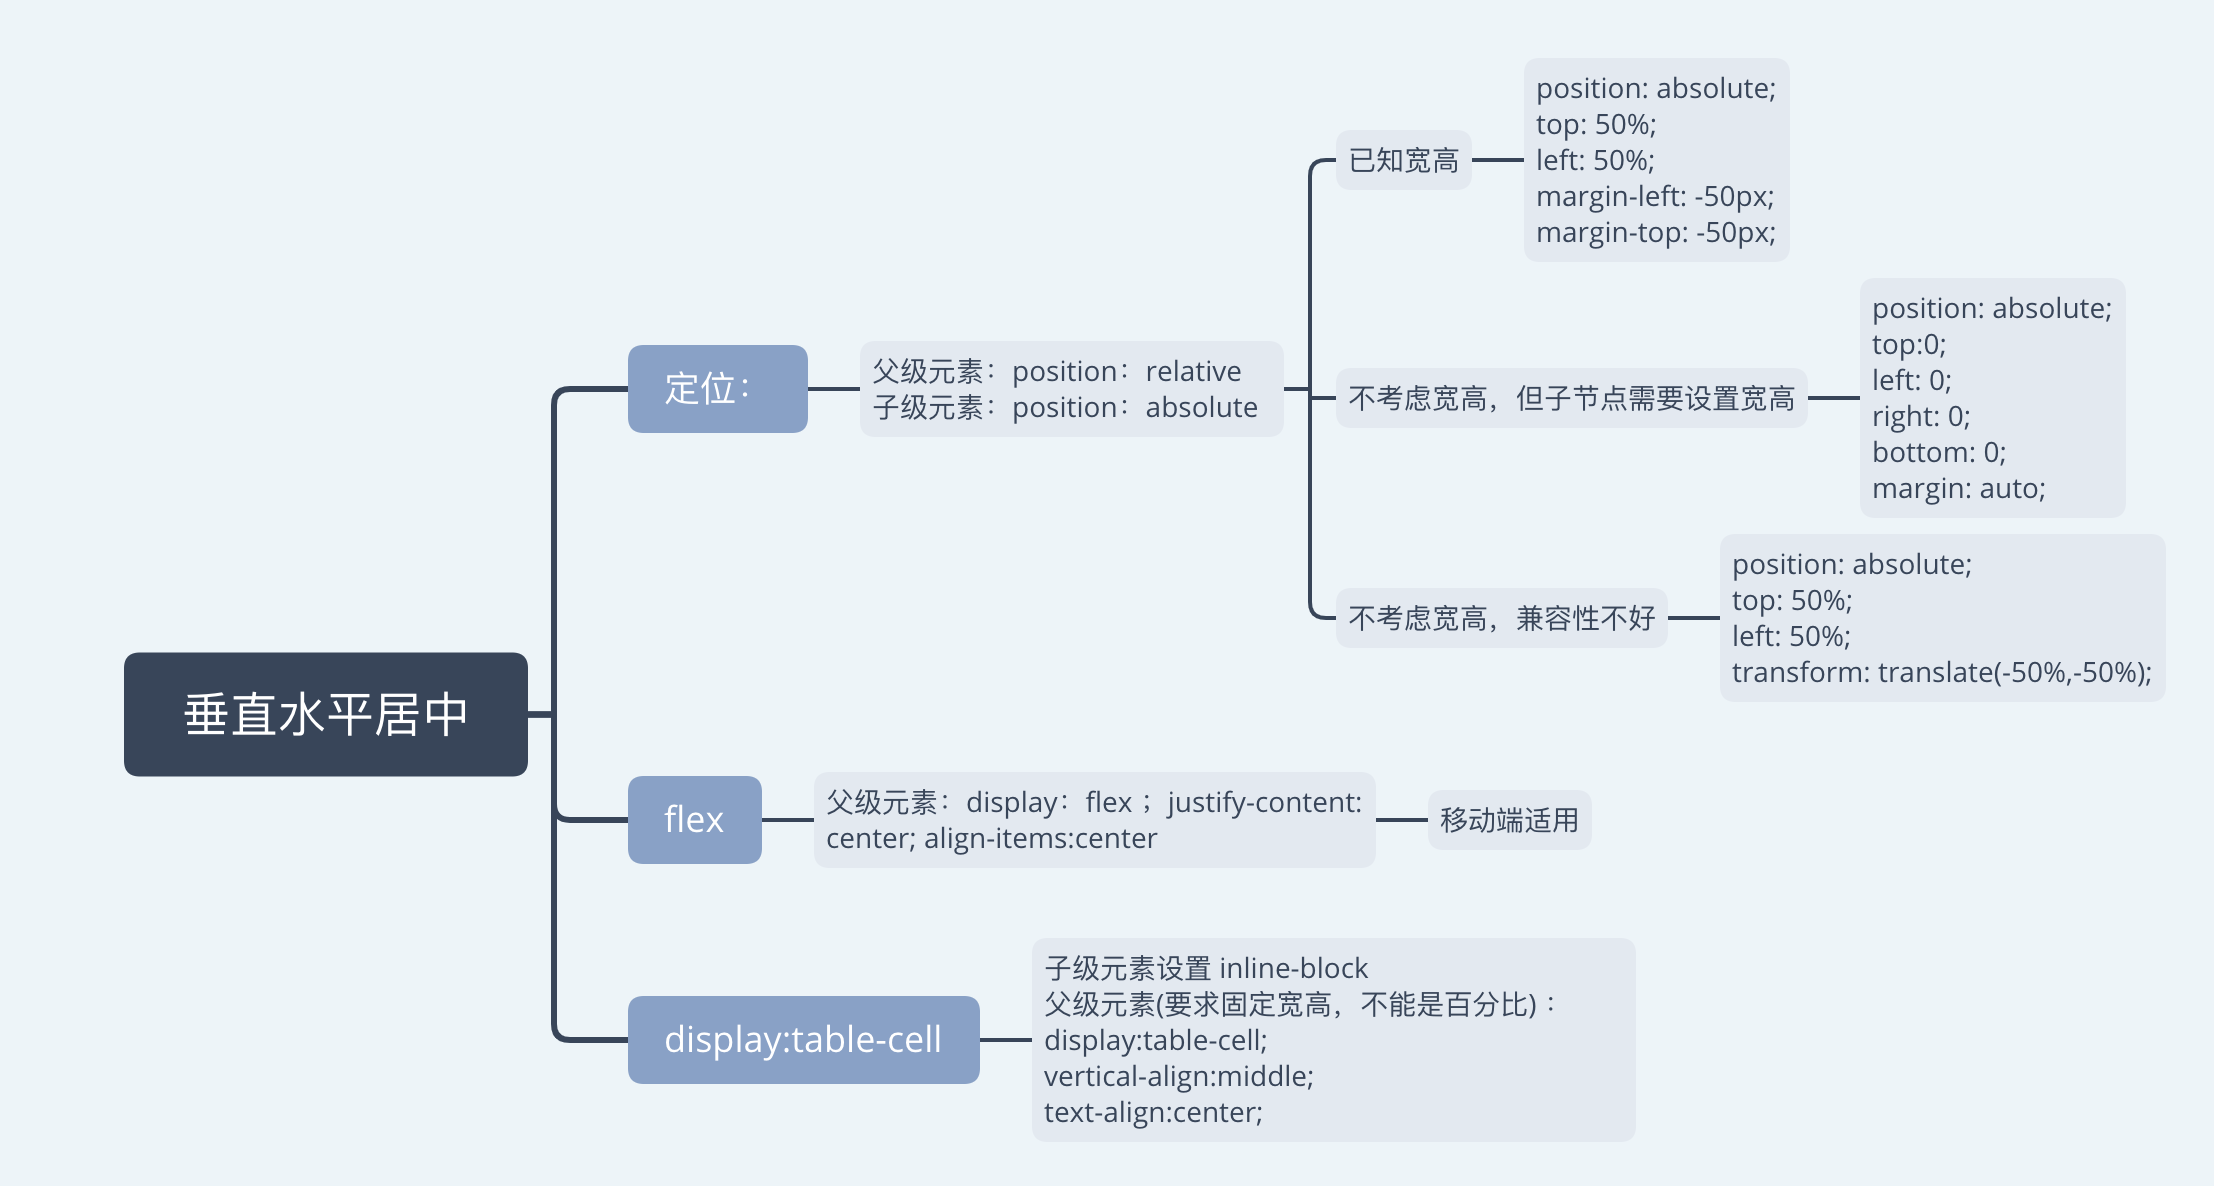 垂直水平居中
定位：
父级元素：position：relative
子级元素：position：absolute
已知宽高
position: absolute;
top: 50%;
left: 50%;
margin-left: -50px;
margin-top: -50px;
不考虑宽高，但子节点需要设置宽高
position: absolute;
top:0;
left: 0;
right: 0;
bottom: 0;
margin: auto;
不考虑宽高，兼容性不好
position: absolute;
top: 50%;
left: 50%;
transform: translate(-50%,-50%);
flex
父级元素：display：flex ；justify-content:
center; align-items:center
移动端适用
display:table-cell
子级元素设置 inline-block
父级元素(要求固定宽高，不能是百分比)：
display:table-cell;
vertical-align:middle;
text-align:center;